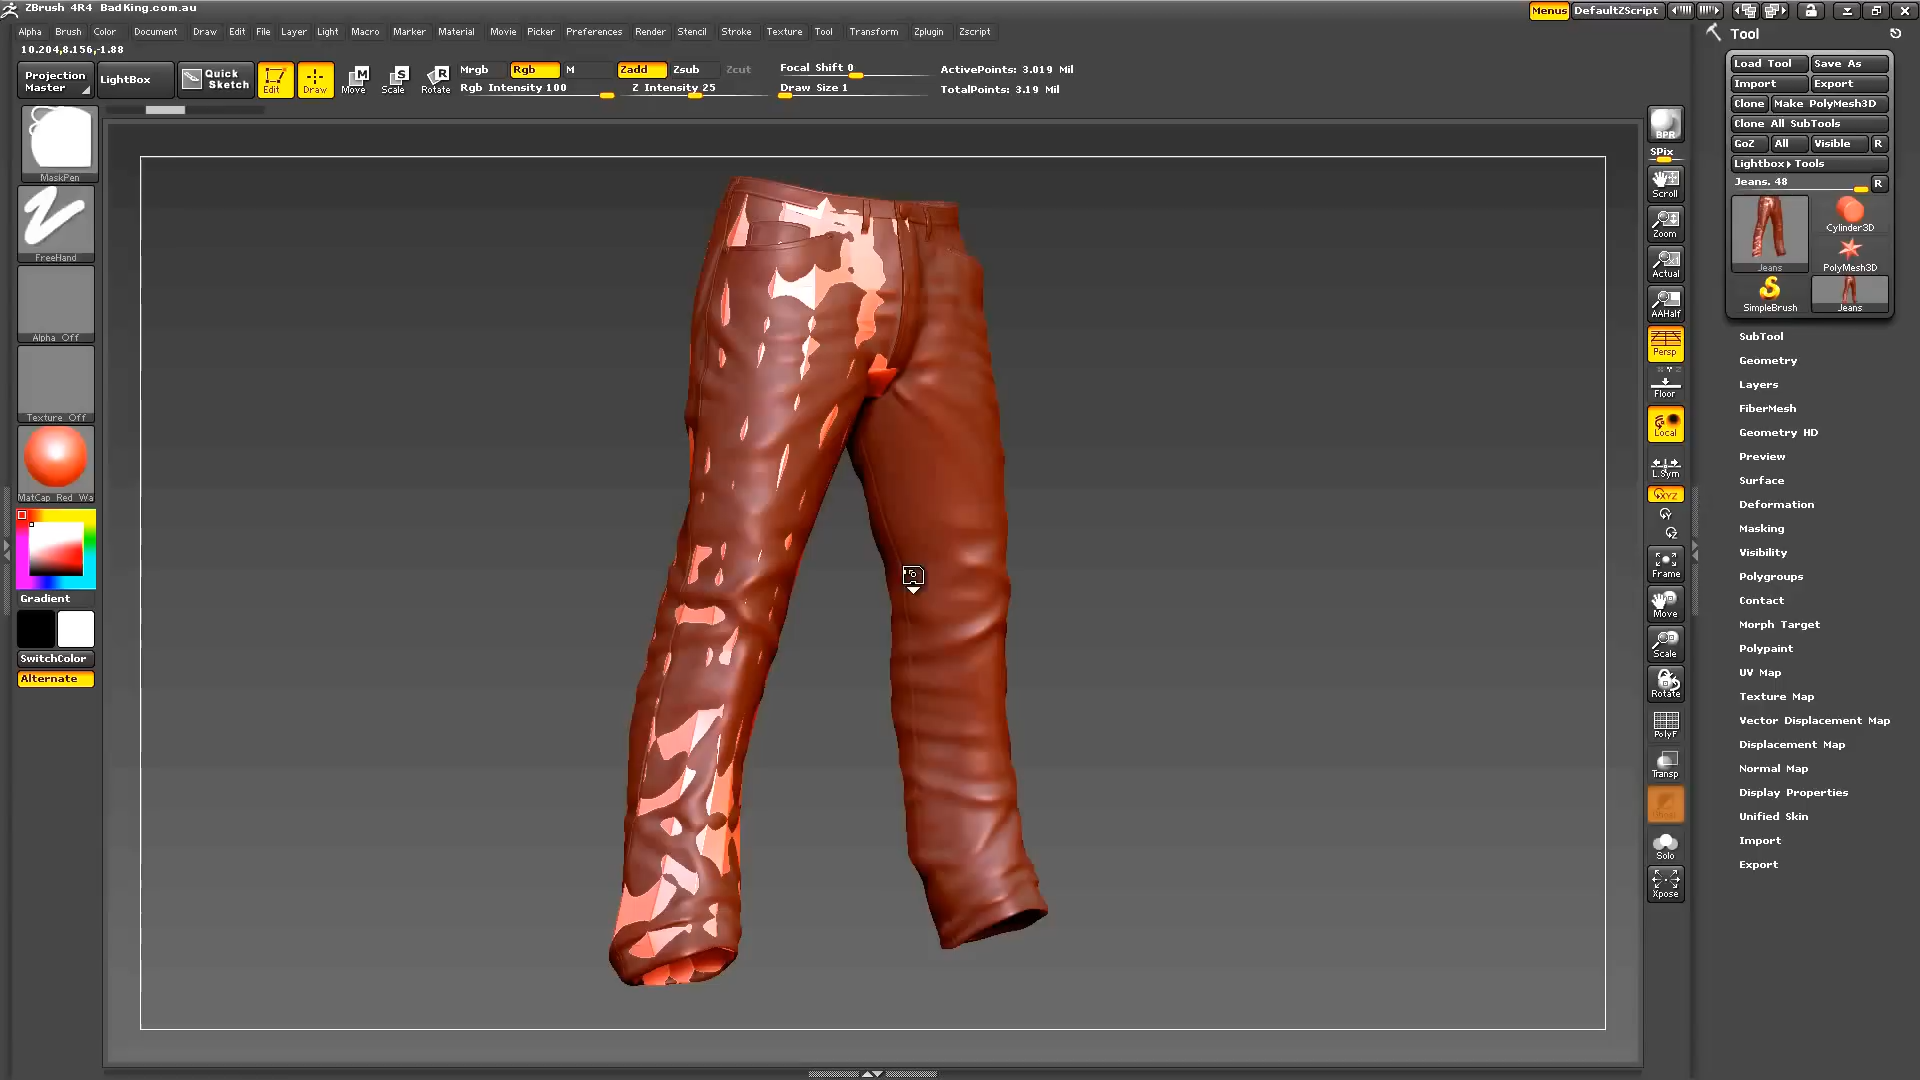 ZBrush 4R4 BadKing.com.au
Menus DefaultZScript
Alpha Brush Color Document Draw Edit File Layer Light Macro Marker Material Movie Picker Preferences Render Stencil Stroke Texture Tool Transform Zplugin Zscript
10.204,8.156,-1.88
Projection Master
LightBox
Quick Sketch
Edit
Draw
Move
Scale
Rotate
Mrgb Rgb M
Rgb Intensity 100
Zadd Zsub Zcut
Z Intensity 25
Focal Shift 0
Draw Size 1
ActivePoints: 3.019 Mil
TotalPoints: 3.19 Mil
MaskPen
FreeHand
Alpha Off
Texture Off
MatCap Red Wa
Gradient
SwitchColor
Alternate
BPR
SPix
Scroll
Zoom
Actual
AAHalf
Persp
Floor
Local
L.Sym
XYZ
Y
Z
Frame
Move
Scale
Rotate
PolyF
Transp
Solo
Xpose
Tool
Load Tool Save As
Import Export
Clone Make PolyMesh3D
Clone All SubTools
GoZ All Visible R
Lightbox▸Tools
Jeans. 48 R
Jeans
Cylinder3D
PolyMesh3D
SimpleBrush
Jeans
SubTool
Geometry
Layers
FiberMesh
Geometry HD
Preview
Surface
Deformation
Masking
Visibility
Polygroups
Contact
Morph Target
Polypaint
UV Map
Texture Map
Vector Displacement Map
Displacement Map
Normal Map
Display Properties
Unified Skin
Import
Export